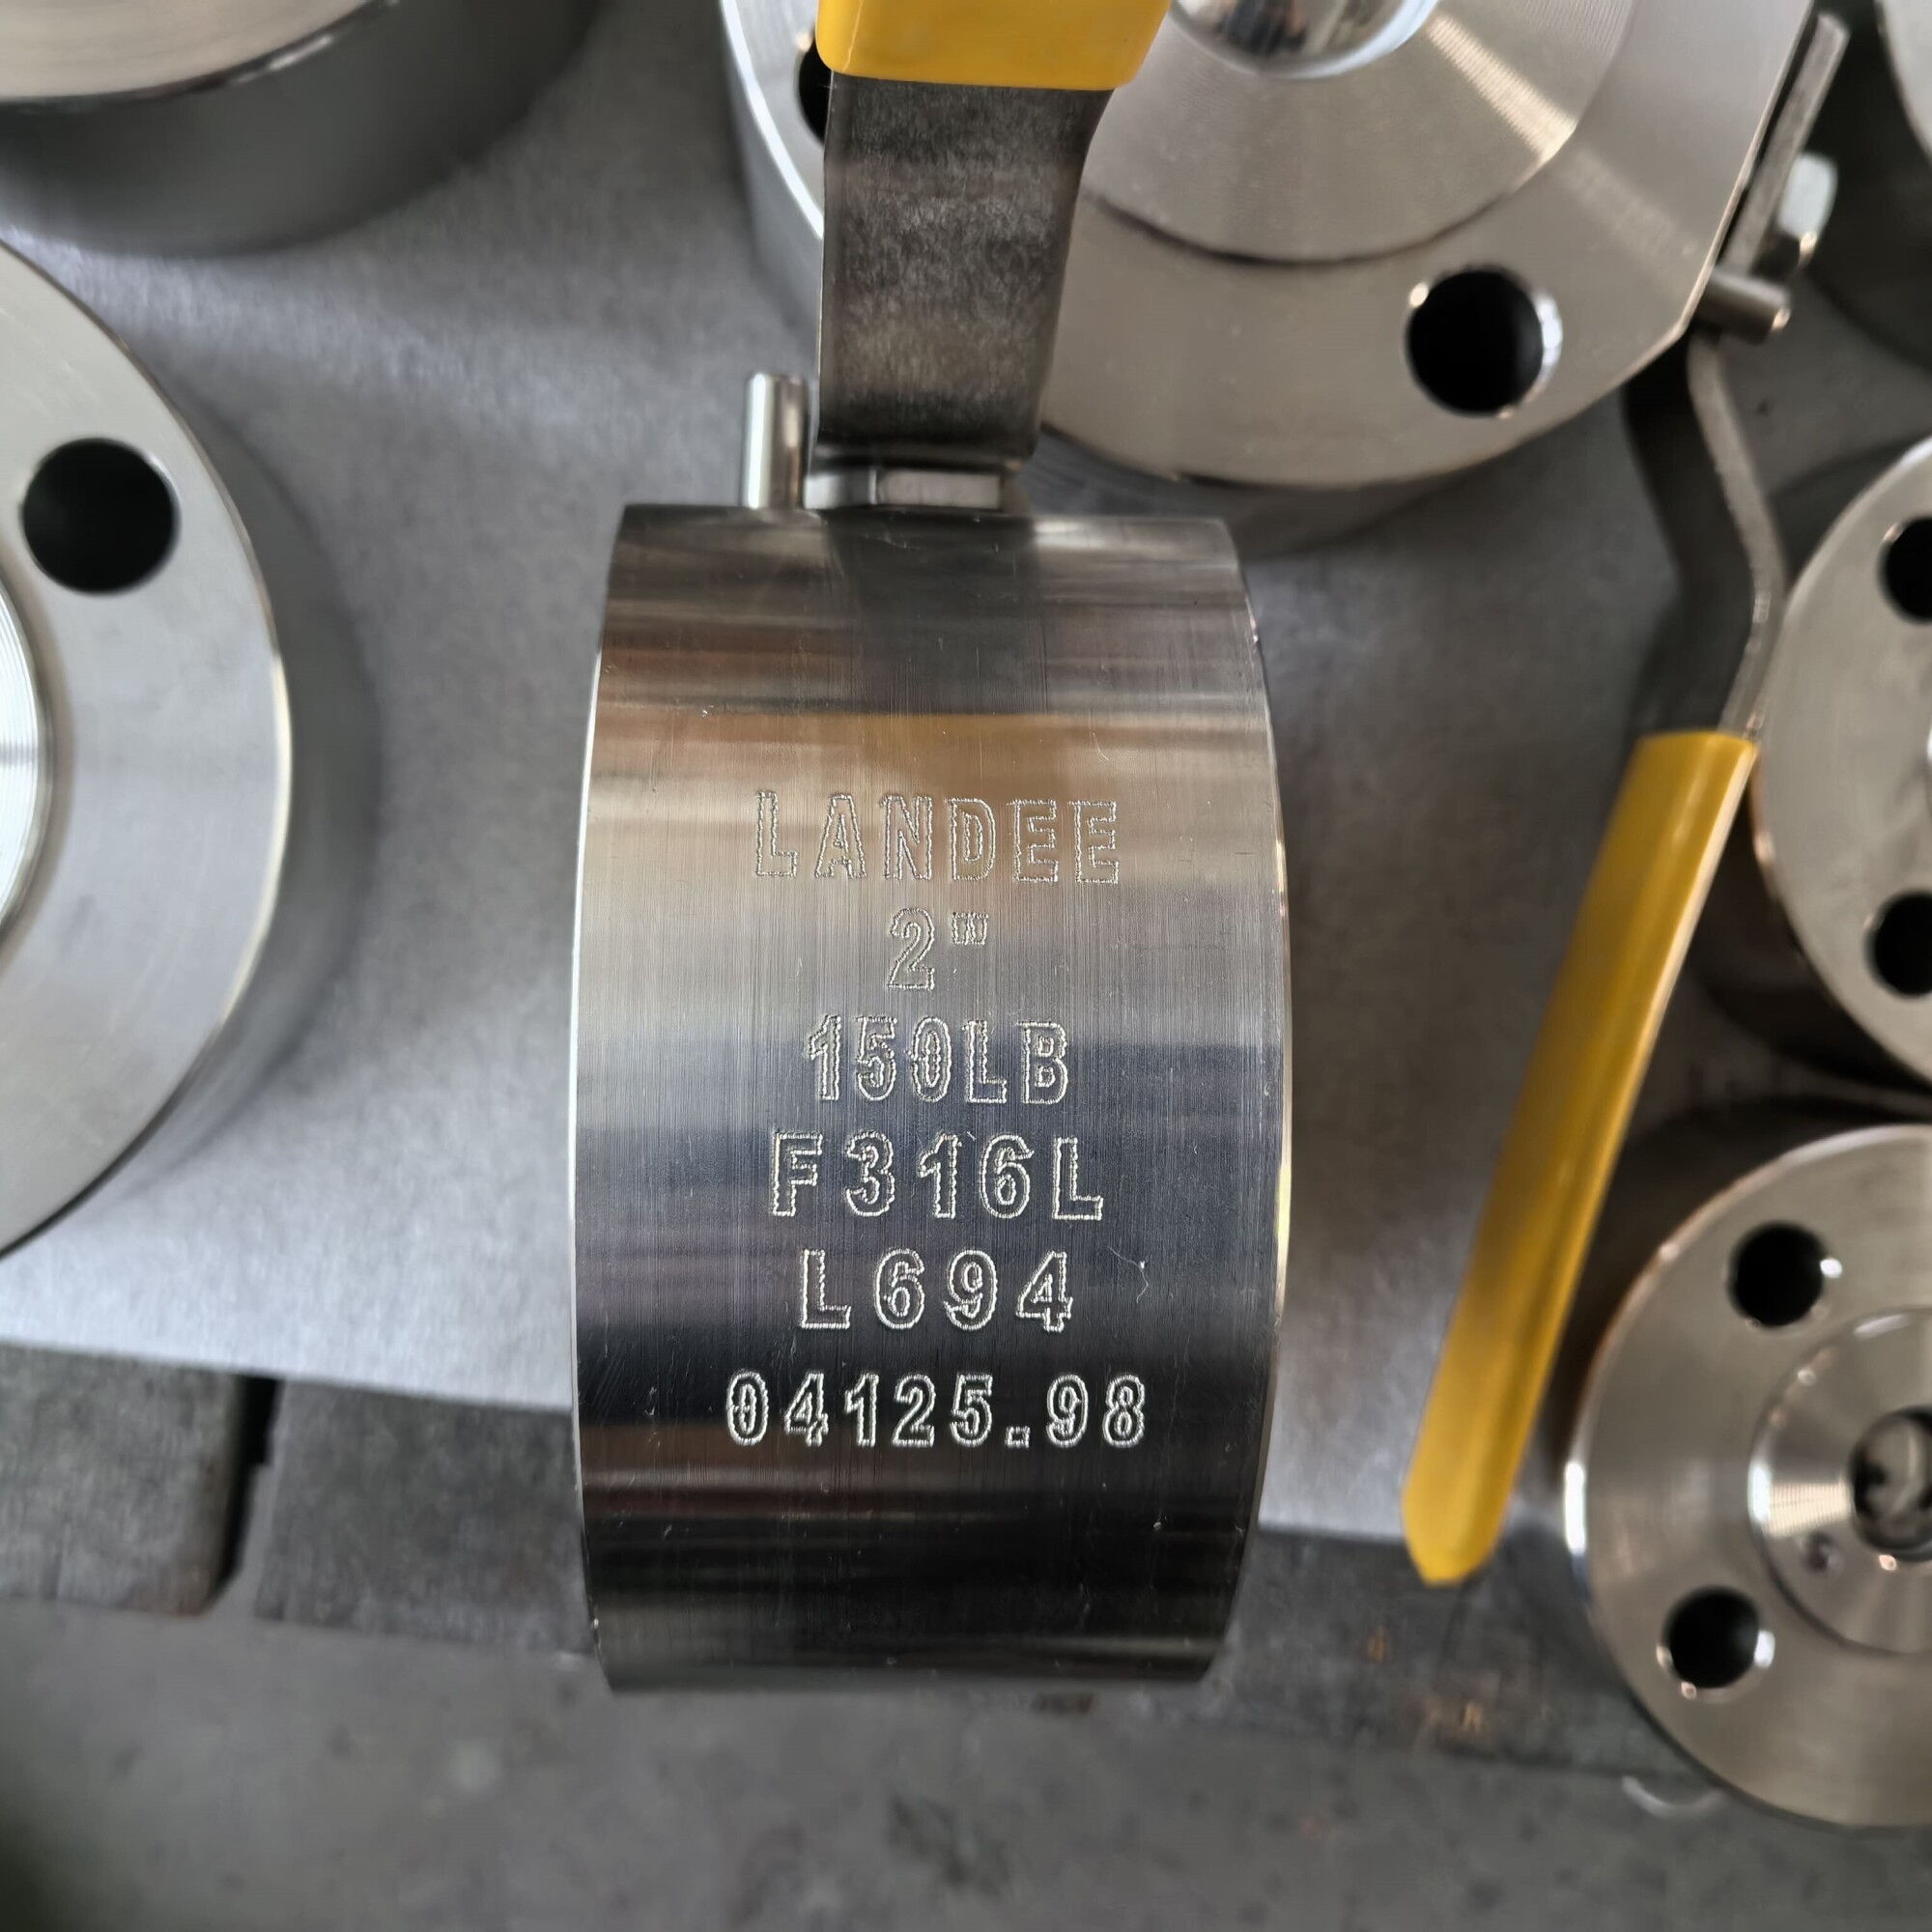 LANDEE
2"
150LB
F316L
L694
04125.98